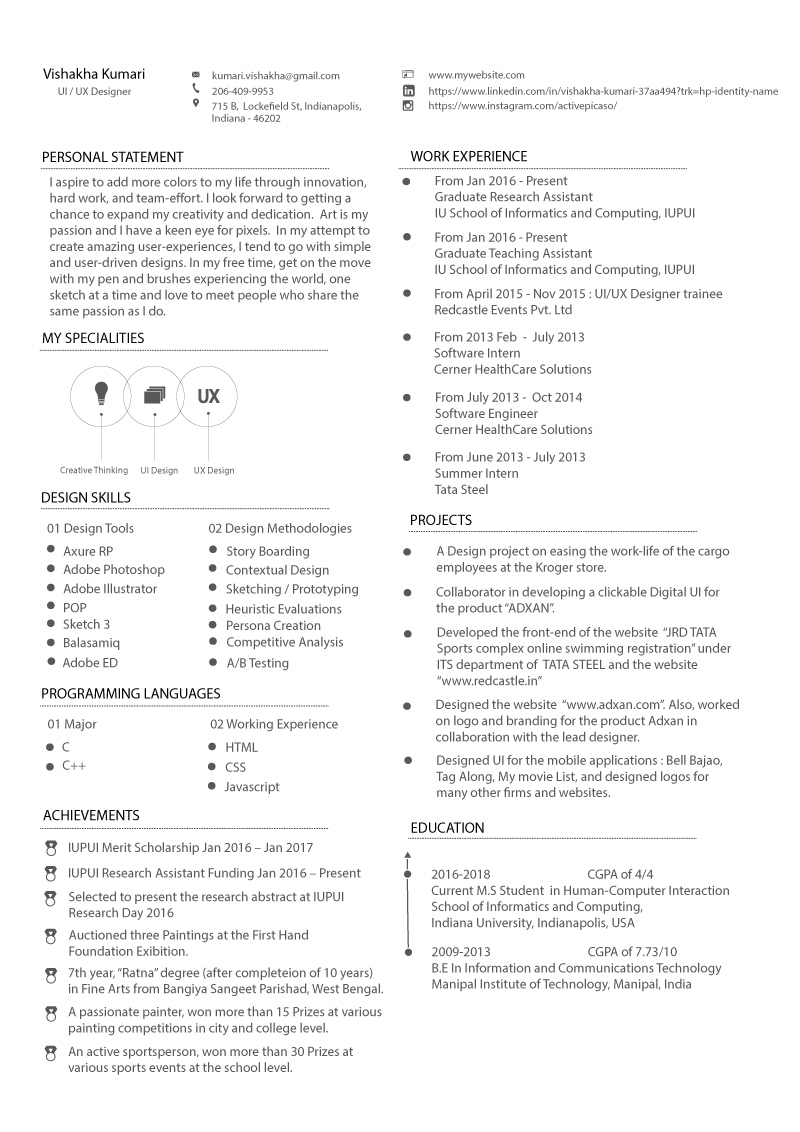 Vishakha Kumari
UI / UX Designer
kumari.vishakha@gmail.com
206-409-9953
715 B, Lockefield St, Indianapolis,
Indiana - 46202
www.mywebsite.com
https://www.linkedin.com/in/vishakha-kumari-37aa494?trk=hp-identity-name
https://www.instagram.com/activepicaso/
PERSONAL STATEMENT
I aspire to add more colors to my life through innovation,
hard work, and team-effort. I look forward to getting a
chance to expand my creativity and dedication. Art is my
passion and I have a keen eye for pixels. In my attempt to
create amazing user-experiences, I tend to go with simple
and user-driven designs. In my free time, get on the move
with my pen and brushes experiencing the world, one
sketch at a time and love to meet people who share the
same passion as I do.
MY SPECIALITIES
UX
Creative Thinking UI Design UX Design
DESIGN SKILLS
01 Design Tools
Axure RP
Adobe Photoshop
Adobe Illustrator
POP
Sketch 3
Balasamiq
Adobe ED
02 Design Methodologies
Story Boarding
Contextual Design
Sketching / Prototyping
Heuristic Evaluations
Persona Creation
Competitive Analysis
A/B Testing
PROGRAMMING LANGUAGES
01 Major
C
C++
02 Working Experience
HTML
CSS
Javascript
ACHIEVEMENTS
IUPUI Merit Scholarship Jan 2016 – Jan 2017
IUPUI Research Assistant Funding Jan 2016 – Present
Selected to present the research abstract at IUPUI
Research Day 2016
Auctioned three Paintings at the First Hand
Foundation Exibition.
7th year, “Ratna” degree (after completeion of 10 years)
in Fine Arts from Bangiya Sangeet Parishad, West Bengal.
A passionate painter, won more than 15 Prizes at various
painting competitions in city and college level.
An active sportsperson, won more than 30 Prizes at
various sports events at the school level.
WORK EXPERIENCE
From Jan 2016 - Present
Graduate Research Assistant
IU School of Informatics and Computing, IUPUI
From Jan 2016 - Present
Graduate Teaching Assistant
IU School of Informatics and Computing, IUPUI
From April 2015 - Nov 2015 : UI/UX Designer trainee
Redcastle Events Pvt. Ltd
From 2013 Feb - July 2013
Software Intern
Cerner HealthCare Solutions
From July 2013 - Oct 2014
Software Engineer
Cerner HealthCare Solutions
From June 2013 - July 2013
Summer Intern
Tata Steel
PROJECTS
A Design project on easing the work-life of the cargo
employees at the Kroger store.
Collaborator in developing a clickable Digital UI for
the product “ADXAN”.
Developed the front-end of the website “JRD TATA
Sports complex online swimming registration” under
ITS department of TATA STEEL and the website
“www.redcastle.in”
Designed the website “www.adxan.com”. Also, worked
on logo and branding for the product Adxan in
collaboration with the lead designer.
Designed UI for the mobile applications : Bell Bajao,
Tag Along, My movie List, and designed logos for
many other firms and websites.
EDUCATION
2016-2018 CGPA of 4/4
Current M.S Student in Human-Computer Interaction
School of Informatics and Computing,
Indiana University, Indianapolis, USA
2009-2013 CGPA of 7.73/10
B.E In Information and Communications Technology
Manipal Institute of Technology, Manipal, India